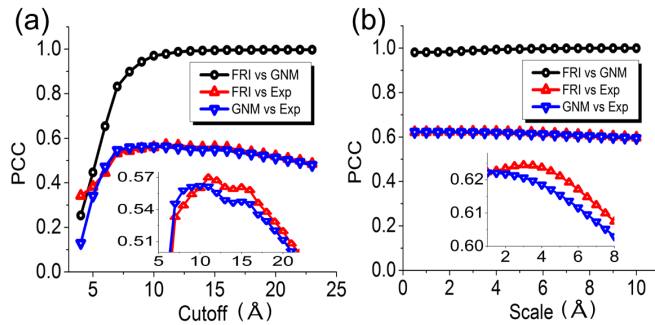 (a)
PCC
1.0
0.8
0.6
0.4
0.2
0.0
FRI vs GNM
FRI vs Exp
GNM vs Exp
0.57
0.54
0.51
5 10 15 20
5 10 15 20 25
Cutoff (Å)
(b)
PCC
1.0
0.8
0.6
0.4
0.2
0.0
FRI vs GNM
FRI vs Exp
GNM vs Exp
0.62
0.61
0.60
2 4 6 8
0 2 4 6 8 10
Scale (Å)